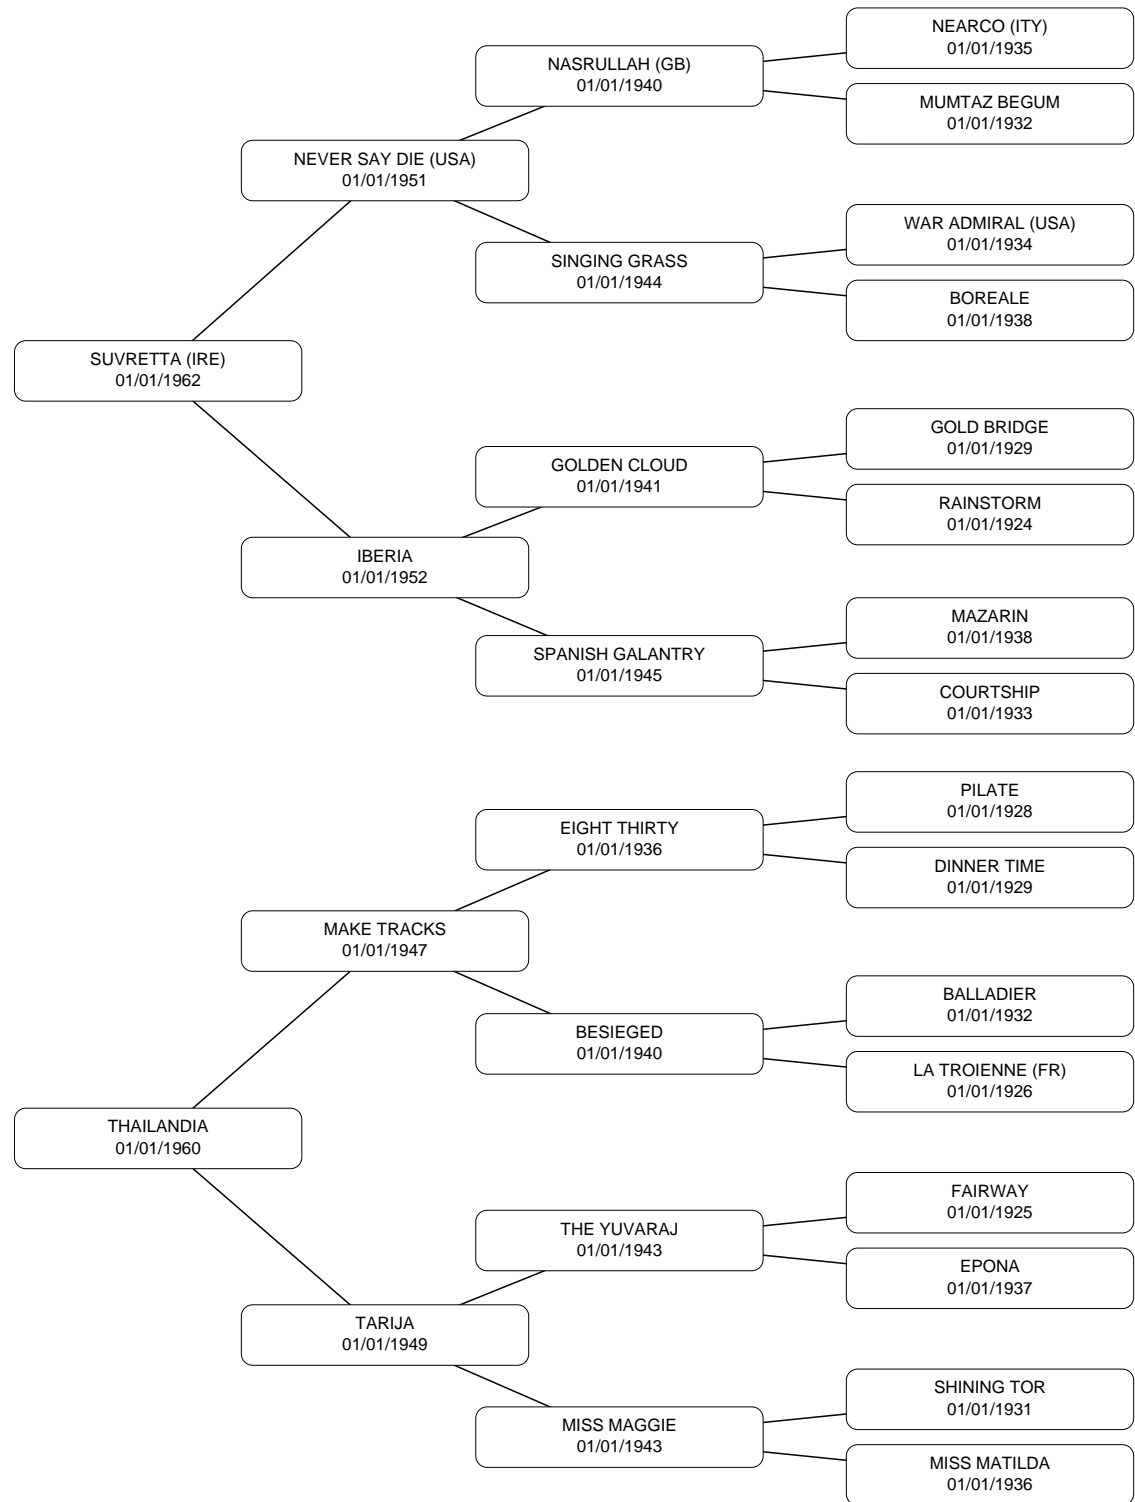 NEARCO (ITY)
01/01/1935
NASRULLAH (GB)
01/01/1940
MUMTAZ BEGUM
01/01/1932
NEVER SAY DIE (USA)
01/01/1951
WAR ADMIRAL (USA)
01/01/1934
SINGING GRASS
01/01/1944
BOREALE
01/01/1938
SUVRETTA (IRE)
01/01/1962
GOLD BRIDGE
01/01/1929
GOLDEN CLOUD
01/01/1941
RAINSTORM
01/01/1924
IBERIA
01/01/1952
MAZARIN
01/01/1938
SPANISH GALANTRY
01/01/1945
COURTSHIP
01/01/1933
PILATE
01/01/1928
EIGHT THIRTY
01/01/1936
DINNER TIME
01/01/1929
MAKE TRACKS
01/01/1947
BALLADIER
01/01/1932
BESIEGED
01/01/1940
LA TROIENNE (FR)
01/01/1926
THAILANDIA
01/01/1960
FAIRWAY
01/01/1925
THE YUVARAJ
01/01/1943
EPONA
01/01/1937
TARIJA
01/01/1949
SHINING TOR
01/01/1931
MISS MAGGIE
01/01/1943
MISS MATILDA
01/01/1936